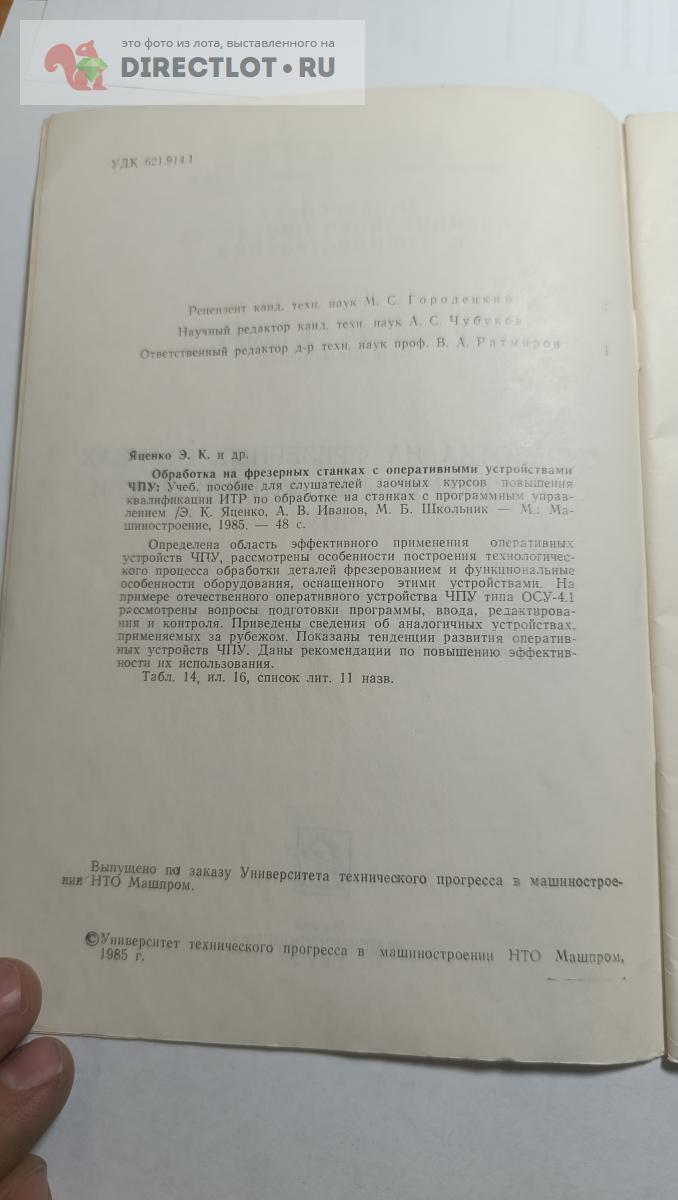 это фото из лота, выставленного на
DIRECTLOT.RU
УДК 621.914.1
Рецензент канд. техн. наук М. С. Городецкий
Научный редактор канд. техн. наук А. С. Чубуков
Ответственный редактор д-р техн. наук проф. В. А. Ратмиров
Яценко Э. К. и др.
Обработка на фрезерных станках с оперативными устройствами
ЧПУ: Учеб. пособие для слушателей заочных курсов повышения
квалификации ИТР по обработке на станках с программным управ-
лением /Э. К. Яценко, А. В. Иванов, М. Б. Школьник — М.: Ма-
шиностроение, 1985. — 48 с.
Определена область эффективного применения оперативных
устройств ЧПУ, рассмотрены особенности построения технологичес-
кого процесса обработки деталей фрезерованием и функциональные
особенности оборудования, оснащенного этими устройствами. На
примере отечественного оперативного устройства ЧПУ типа ОСУ-4.1
рассмотрены вопросы подготовки программы, ввода, редактирова-
ния и контроля. Приведены сведения об аналогичных устройствах,
применяемых за рубежом. Показаны тенденции развития оператив-
ных устройств ЧПУ. Даны рекомендации по повышению эффектив-
ности их использования.
Табл. 14, ил. 16, список лит. 11 назв.
Выпущено по заказу Университета технического прогресса в машинострое-
нии НТО Машпром.
©Университет технического прогресса в машиностроении НТО Машпром,
1985 г.